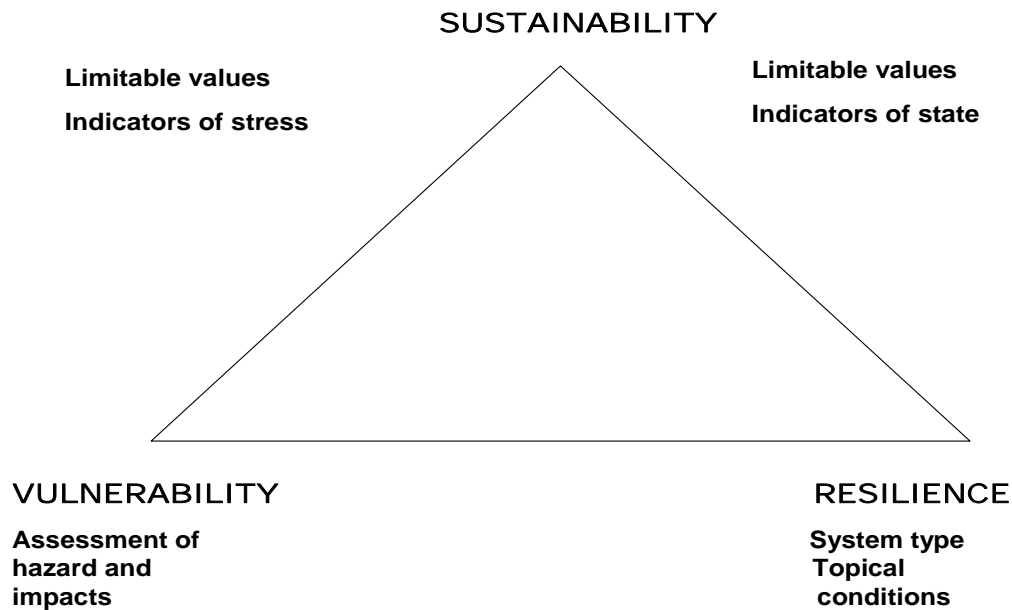 SUSTAINABILITY
Limitable values
Indicators of stress
Limitable values
Indicators of state
VULNERABILITY
Assessment of
hazard and
impacts
RESILIENCE
System type
Topical
conditions